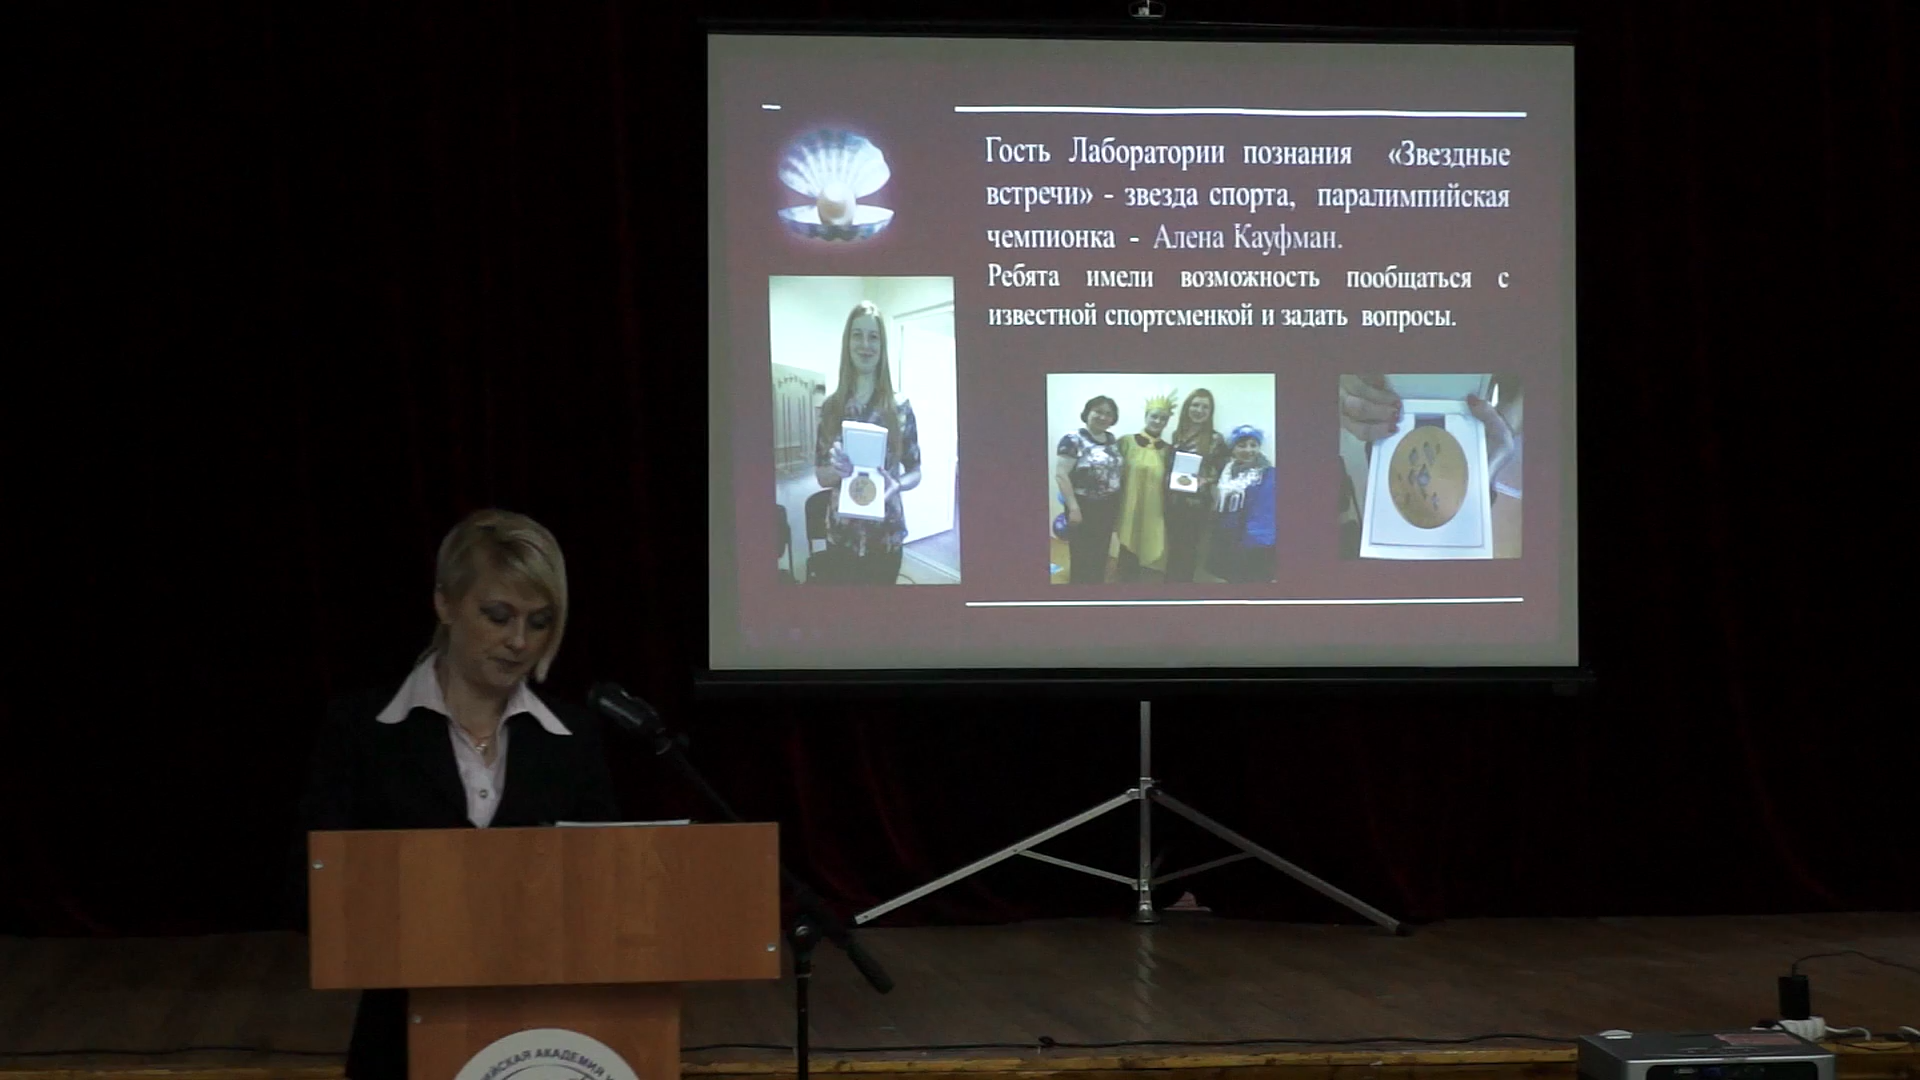 Гость Лаборатории познания «Звездные
встречи» - звезда спорта, паралимпийская
чемпионка - Алена Кауфман.
Ребята имели возможность пообщаться с
известной спортсменкой и задать вопросы.
АКАДЕМИЯ